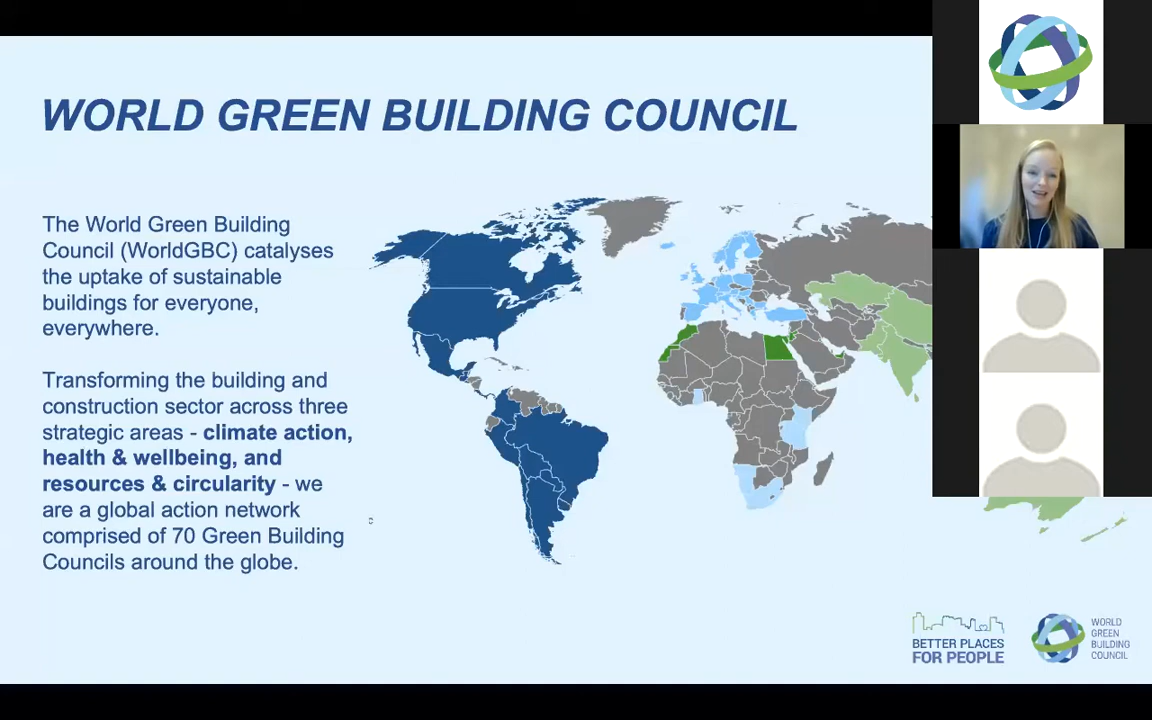 WORLD GREEN BUILDING COUNCIL
The World Green Building
Council (WorldGBC) catalyses
the uptake of sustainable
buildings for everyone,
everywhere.
Transforming the building and
construction sector across three
strategic areas - climate action,
health & wellbeing, and
resources & circularity - we
are a global action network
comprised of 70 Green Building
Councils around the globe.
BETTER PLACES
FOR PEOPLE
WORLD
GREEN
BUILDING
COUNCIL